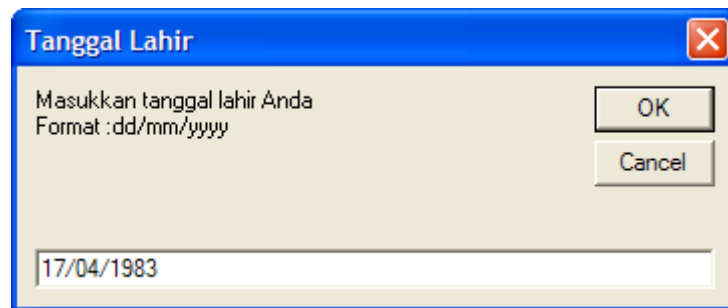 Tanggal Lahir
Masukkan tanggal lahir Anda
Format :dd/mm/yyyy
OK
Cancel
17/04/1983